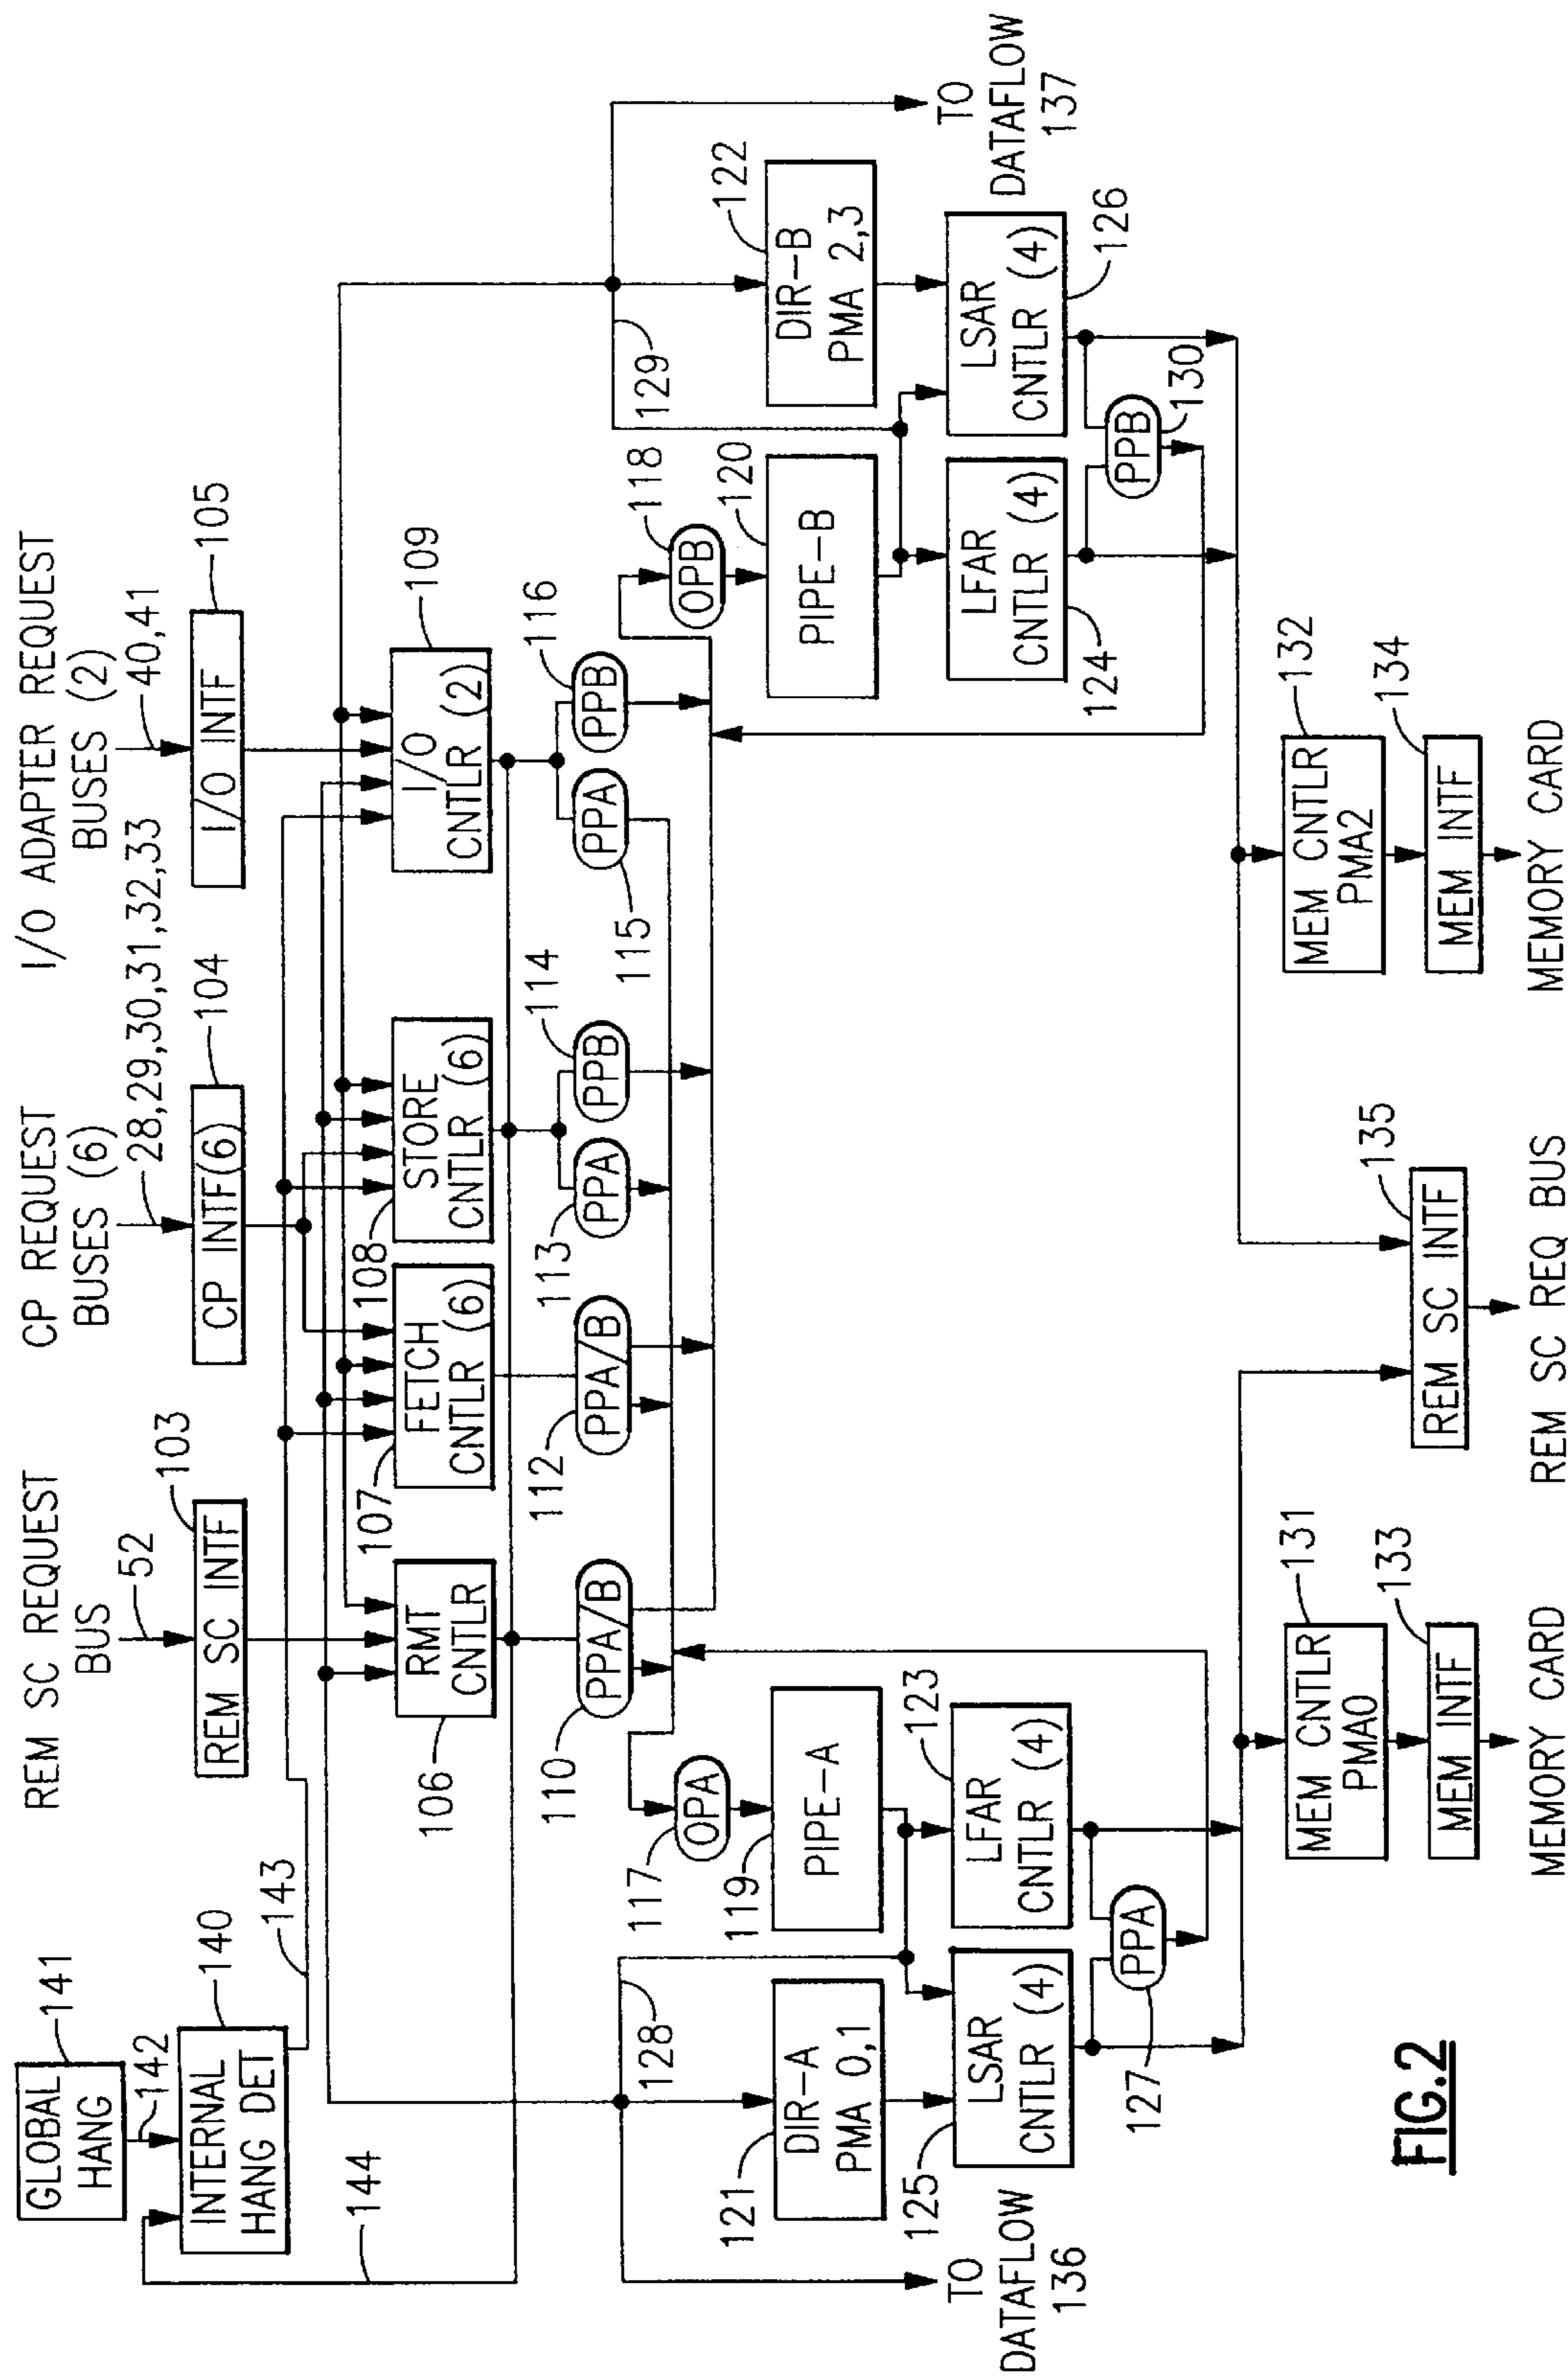 GLOBAL
HANG
141
142
INTERNAL
HANG DET
140
143
144
REM SC REQUEST
BUS
52
REM SC INTF
103
CP REQUEST
BUSES (6)
28,29,30,31,32,33
CP INTF(6)
104
I/O ADAPTER REQUEST
BUSES (2)
40,41
I/O INTF
105
RMT
CNTLR
106
FETCH
CNTLR (6)
107
STORE
CNTLR (6)
108
I/O
CNTLR (2)
109
PPA/B
110
PPA/B
112
PPA
113
PPB
114
PPA
115
PPB
116
OPA
117
OPB
118
128
129
DIR-A
PMA 0,1
121
PIPE-A
119
PIPE-B
120
DIR-B
PMA 2,3
122
TO
DATAFLOW
136
LSAR
CNTLR (4)
125
LFAR
CNTLR (4)
123
LFAR
CNTLR (4)
124
LSAR
CNTLR (4)
126
TO
DATAFLOW
137
PPA
127
PPB
130
MEM CNTLR
PMA0
131
MEM INTF
133
MEMORY CARD
REM SC INTF
135
REM SC REQ BUS
MEM CNTLR
PMA2
132
MEM INTF
134
MEMORY CARD
FIG.2